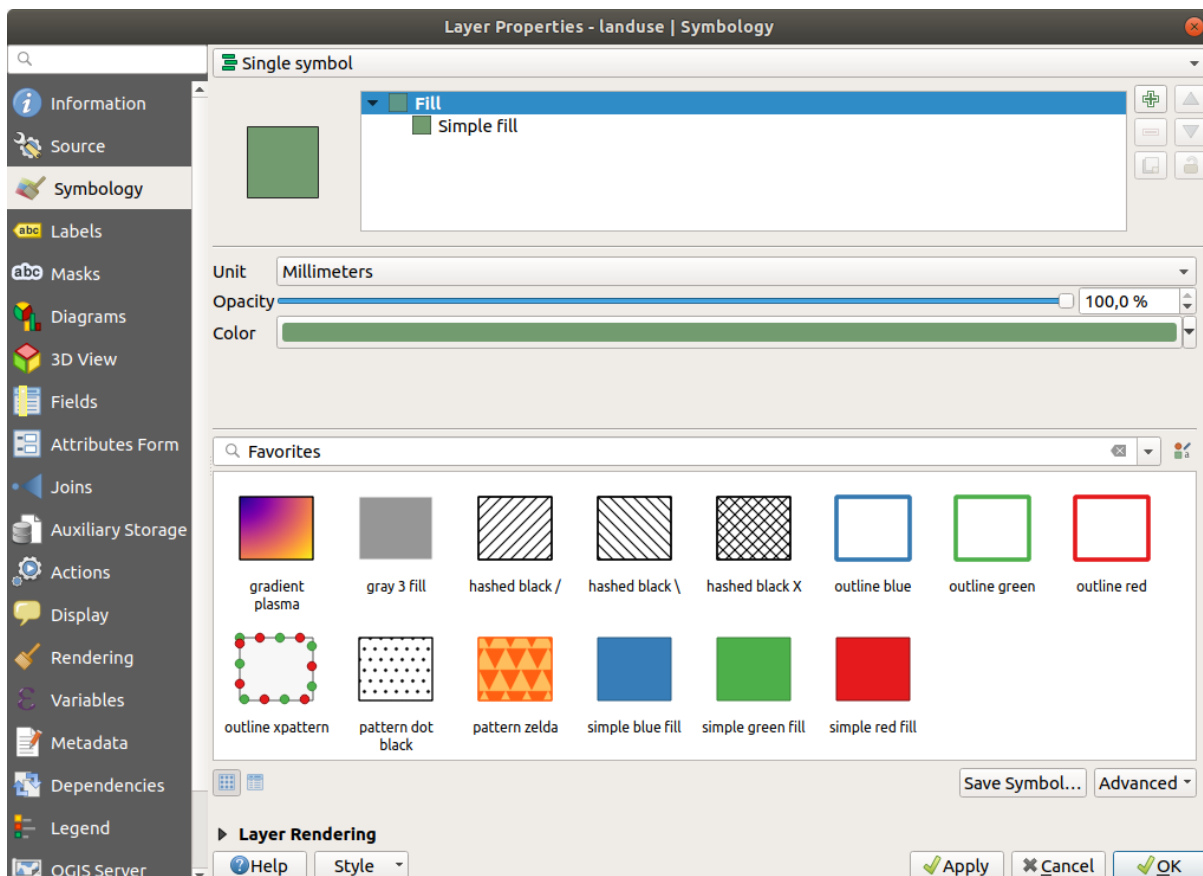 Layer Properties - landuse | Symbology
Single symbol
Information
Source
Symbology
Labels
Masks
Diagrams
3D View
Fields
Attributes Form
Joins
Auxiliary Storage
Actions
Display
Rendering
Variables
Metadata
Dependencies
Legend
QGIS Server
Fill
Simple fill
Unit Millimeters
Opacity 100,0 %
Color
Favorites
gradient plasma
gray 3 fill
hashed black /
hashed black \
hashed black X
outline blue
outline green
outline red
outline xpattern
pattern dot black
pattern zelda
simple blue fill
simple green fill
simple red fill
Save Symbol... Advanced
Layer Rendering
Help Style Apply Cancel OK